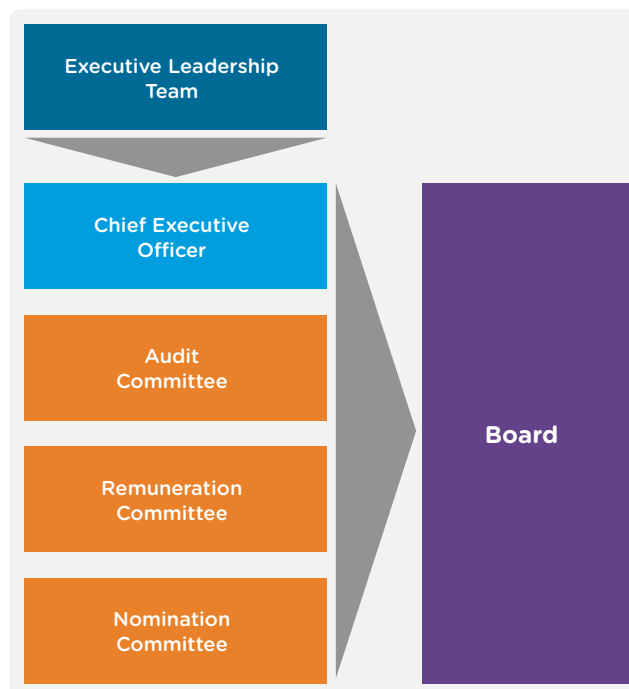 Executive Leadership
Team
Chief Executive
Officer
Audit
Committee
Remuneration
Committee
Nomination
Committee
Board